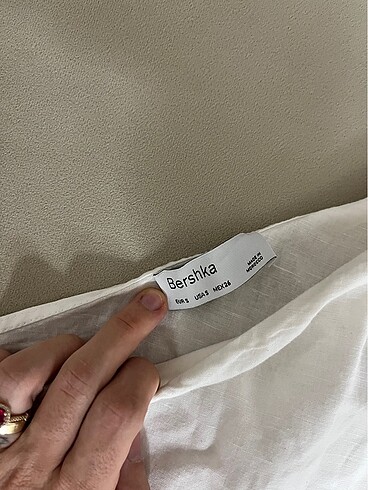 Bershka
EUR S USA S MEX 26
MADE IN
MOROCCO